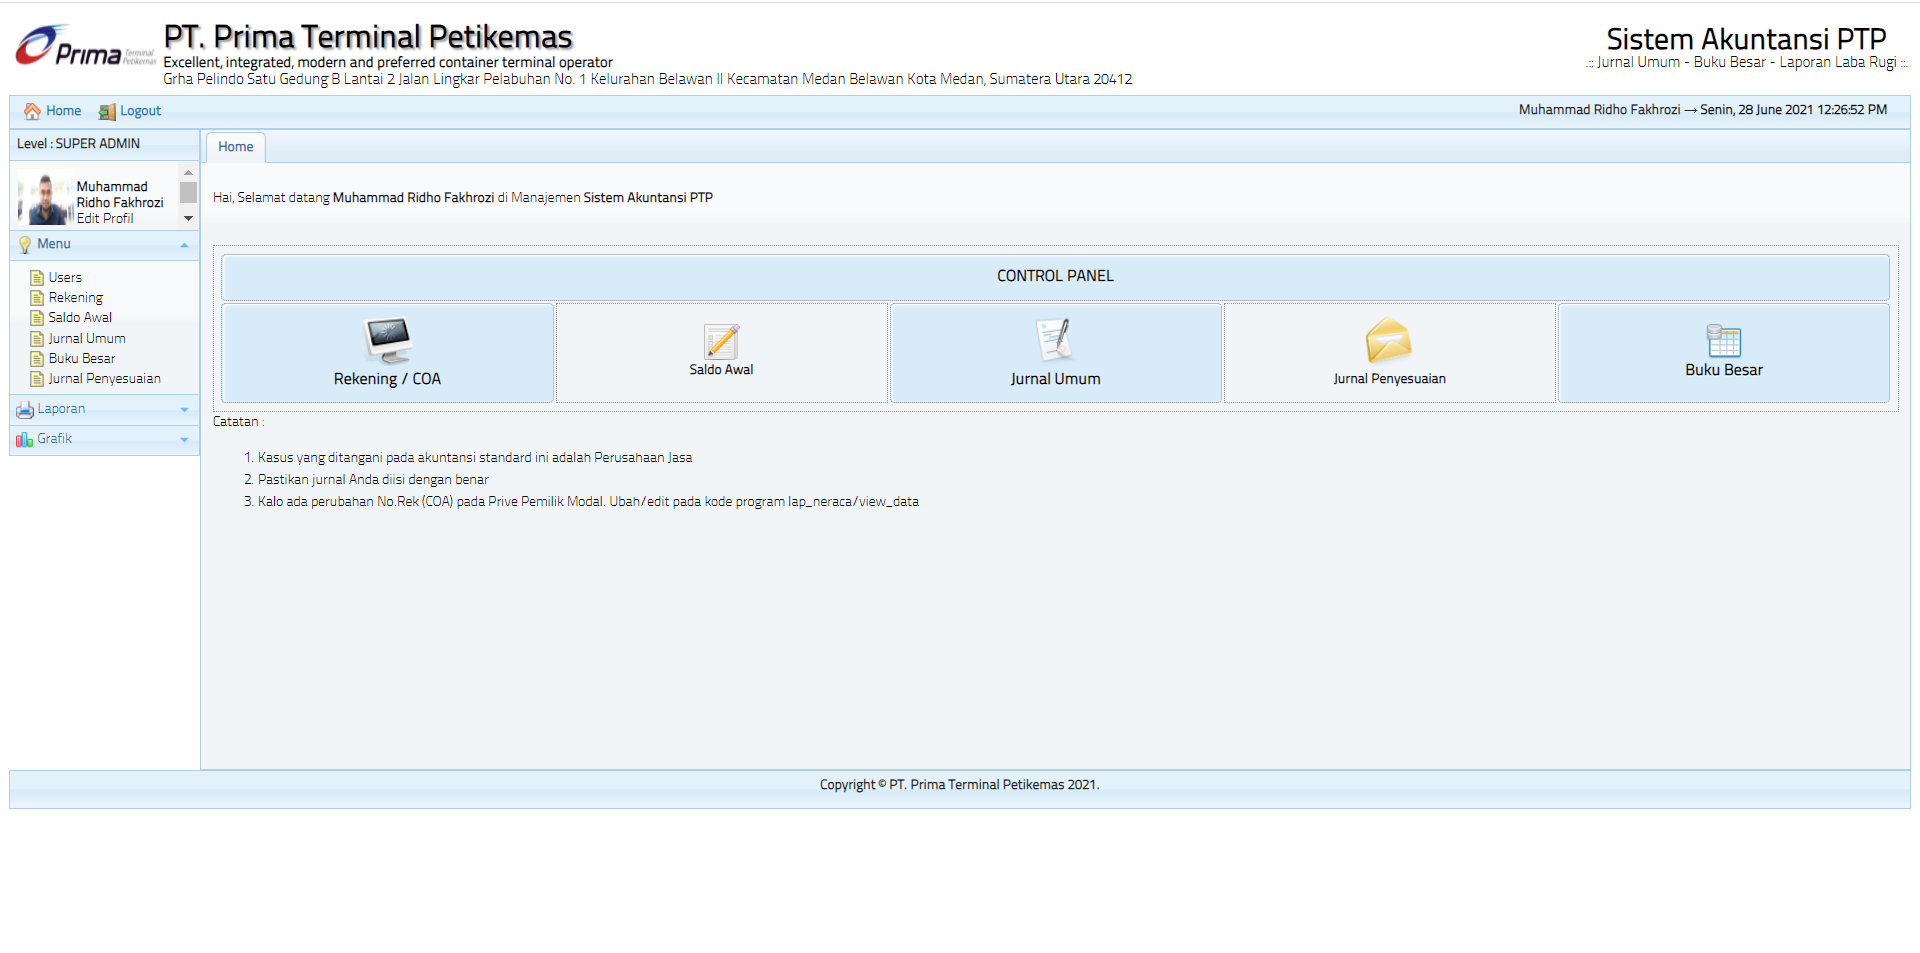 Prima Terminal Petikemas
PT. Prima Terminal Petikemas
Excellent, integrated, modern and preferred container terminal operator
Grha Pelindo Satu Gedung B Lantai 2 Jalan Lingkar Pelabuhan No. 1 Kelurahan Belawan II Kecamatan Medan Belawan Kota Medan, Sumatera Utara 20412
Sistem Akuntansi PTP
.:: Jurnal Umum - Buku Besar - Laporan Laba Rugi ::.
Home Logout
Muhammad Ridho Fakhrozi → Senin, 28 June 2021 12:26:52 PM
Level : SUPER ADMIN
Muhammad
Ridho Fakhrozi
Edit Profil
Menu
Users
Rekening
Saldo Awal
Jurnal Umum
Buku Besar
Jurnal Penyesuaian
Laporan
Grafik
Home
Hai, Selamat datang Muhammad Ridho Fakhrozi di Manajemen Sistem Akuntansi PTP
CONTROL PANEL
Rekening / COA
Saldo Awal
Jurnal Umum
Jurnal Penyesuaian
Buku Besar
Catatan :
1. Kasus yang ditangani pada akuntansi standard ini adalah Perusahaan Jasa
2. Pastikan jurnal Anda diisi dengan benar
3. Kalo ada perubahan No.Rek (COA) pada Prive Pemilik Modal. Ubah/edit pada kode program lap_neraca/view_data
Copyright © PT. Prima Terminal Petikemas 2021.